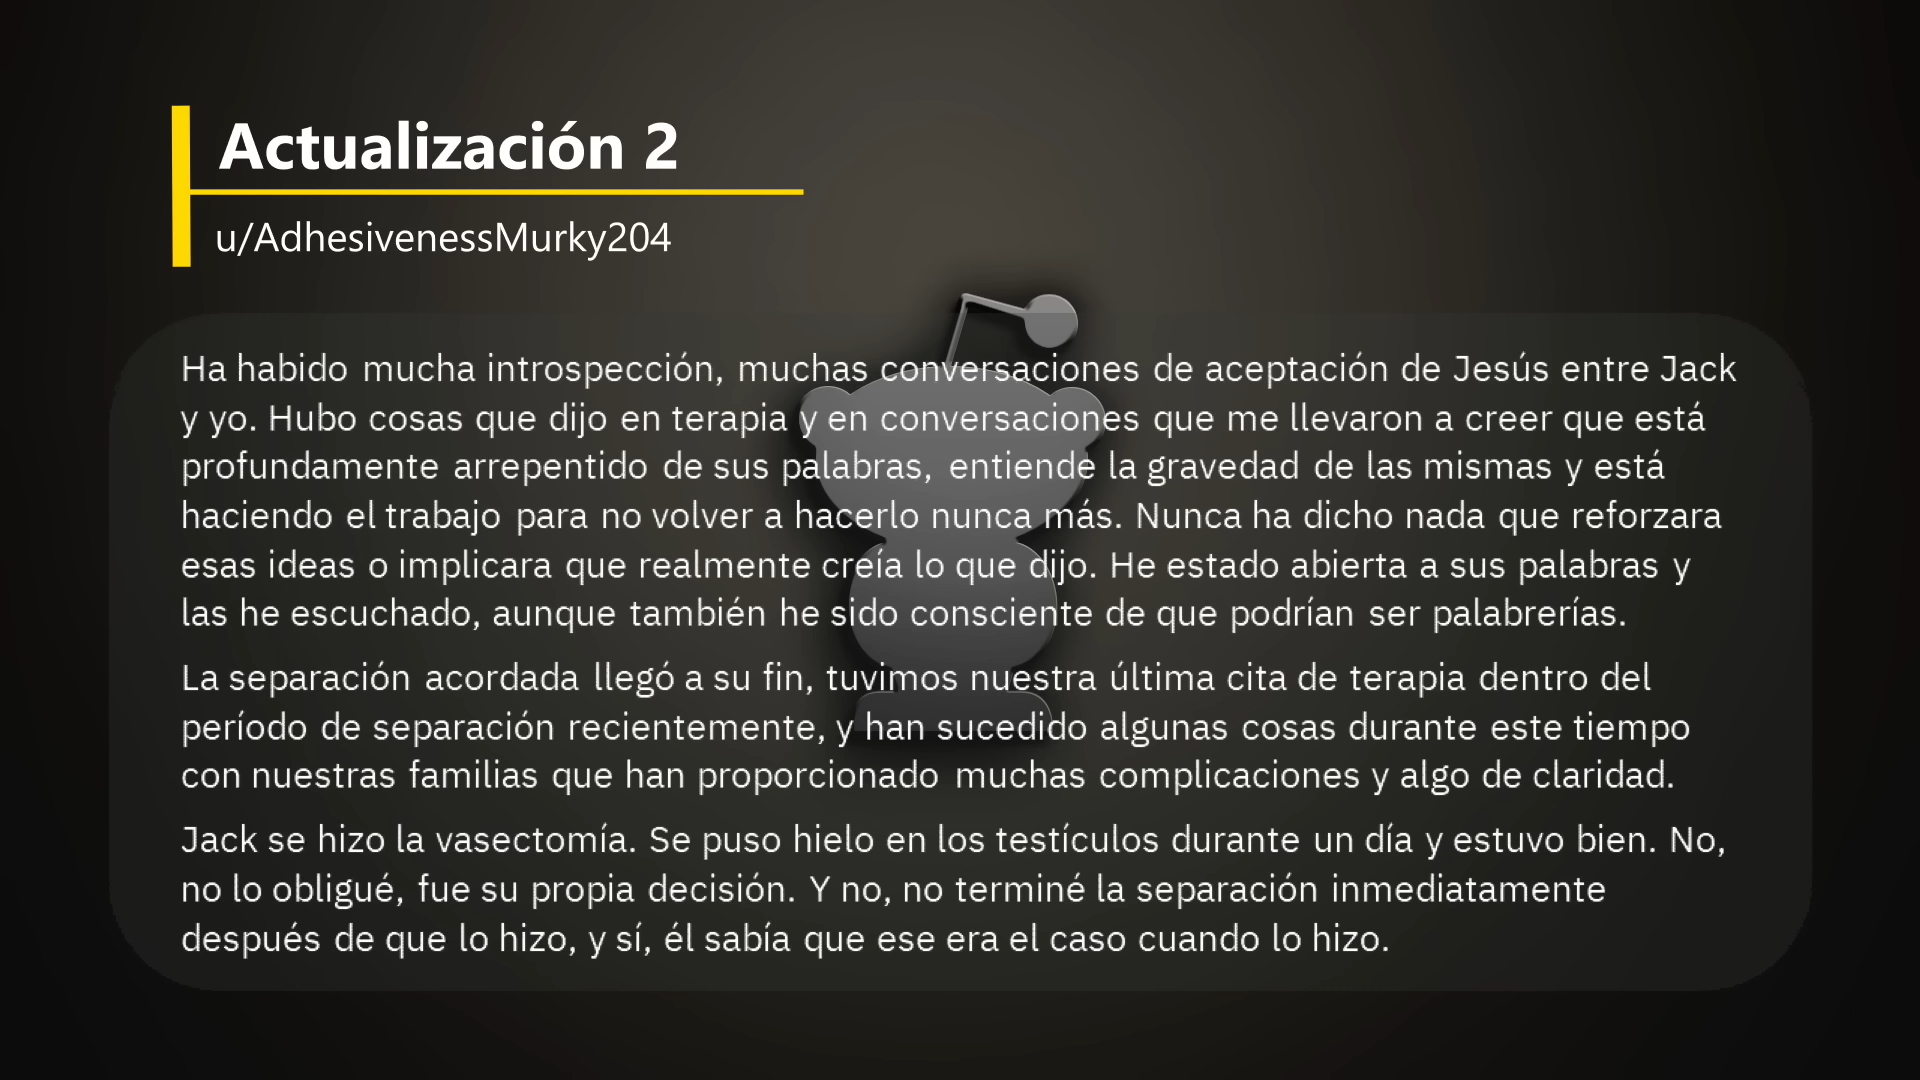 Actualización 2
u/AdhesivenessMurky204
Ha habido mucha introspección, muchas conversaciones de aceptación de Jesús entre Jack
y yo. Hubo cosas que dijo en terapia y en conversaciones que me llevaron a creer que está
profundamente arrepentido de sus palabras, entiende la gravedad de las mismas y está
haciendo el trabajo para no volver a hacerlo nunca más. Nunca ha dicho nada que reforzara
esas ideas o implicara que realmente creía lo que dijo. He estado abierta a sus palabras y
las he escuchado, aunque también he sido consciente de que podrían ser palabrerías.
La separación acordada llegó a su fin, tuvimos nuestra última cita de terapia dentro del
período de separación recientemente, y han sucedido algunas cosas durante este tiempo
con nuestras familias que han proporcionado muchas complicaciones y algo de claridad.
Jack se hizo la vasectomía. Se puso hielo en los testículos durante un día y estuvo bien. No,
no lo obligué, fue su propia decisión. Y no, no terminé la separación inmediatamente
después de que lo hizo, y sí, él sabía que ese era el caso cuando lo hizo.